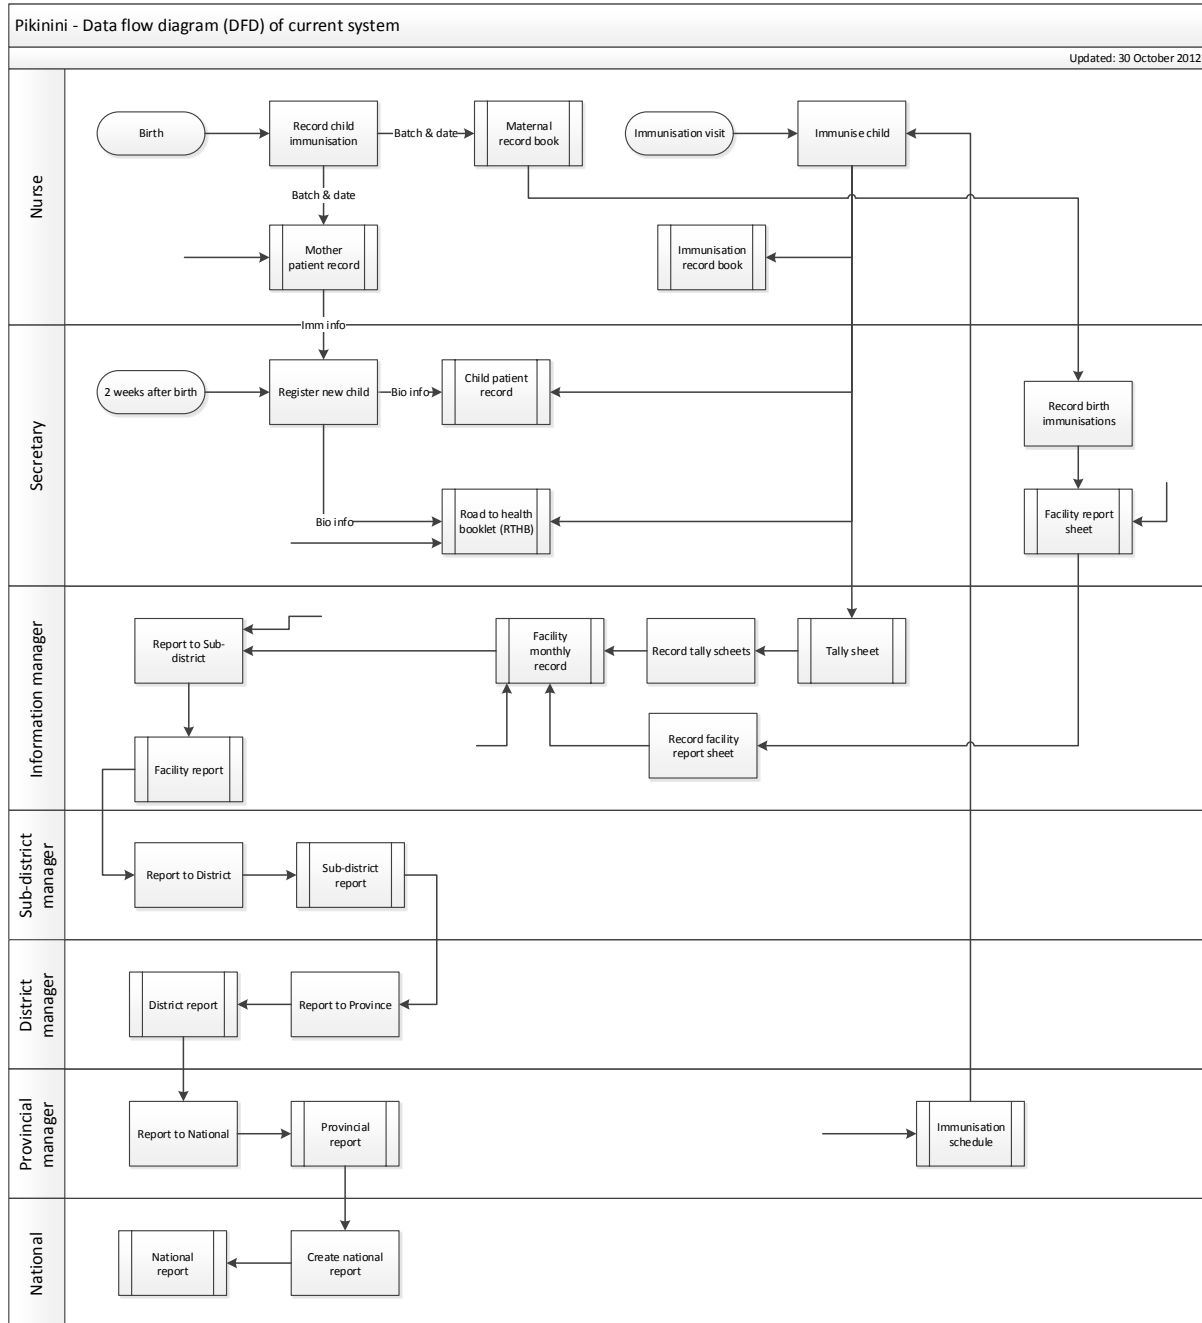 Pikinini - Data flow diagram (DFD) of current system
Updated: 30 October 2012
Nurse
Birth
Record child
immunisation
Batch & date
Maternal
record book
Immunisation visit
Immunise child
Batch & date
Mother
patient record
Immunisation
record book
Imm info
Secretary
2 weeks after birth
Register new child
Bio info
Child patient
record
Record birth
immunisations
Bio info
Road to health
booklet (RTHB)
Facility report
sheet
Information manager
Report to Sub-
district
Facility
monthly
record
Record tally scheets
Tally sheet
Record facility
report sheet
Facility report
Sub-district
manager
Report to District
Sub-district
report
District
manager
District report
Report to Province
Provincial
manager
Report to National
Provincial
report
Immunisation
schedule
National
National
report
Create national
report